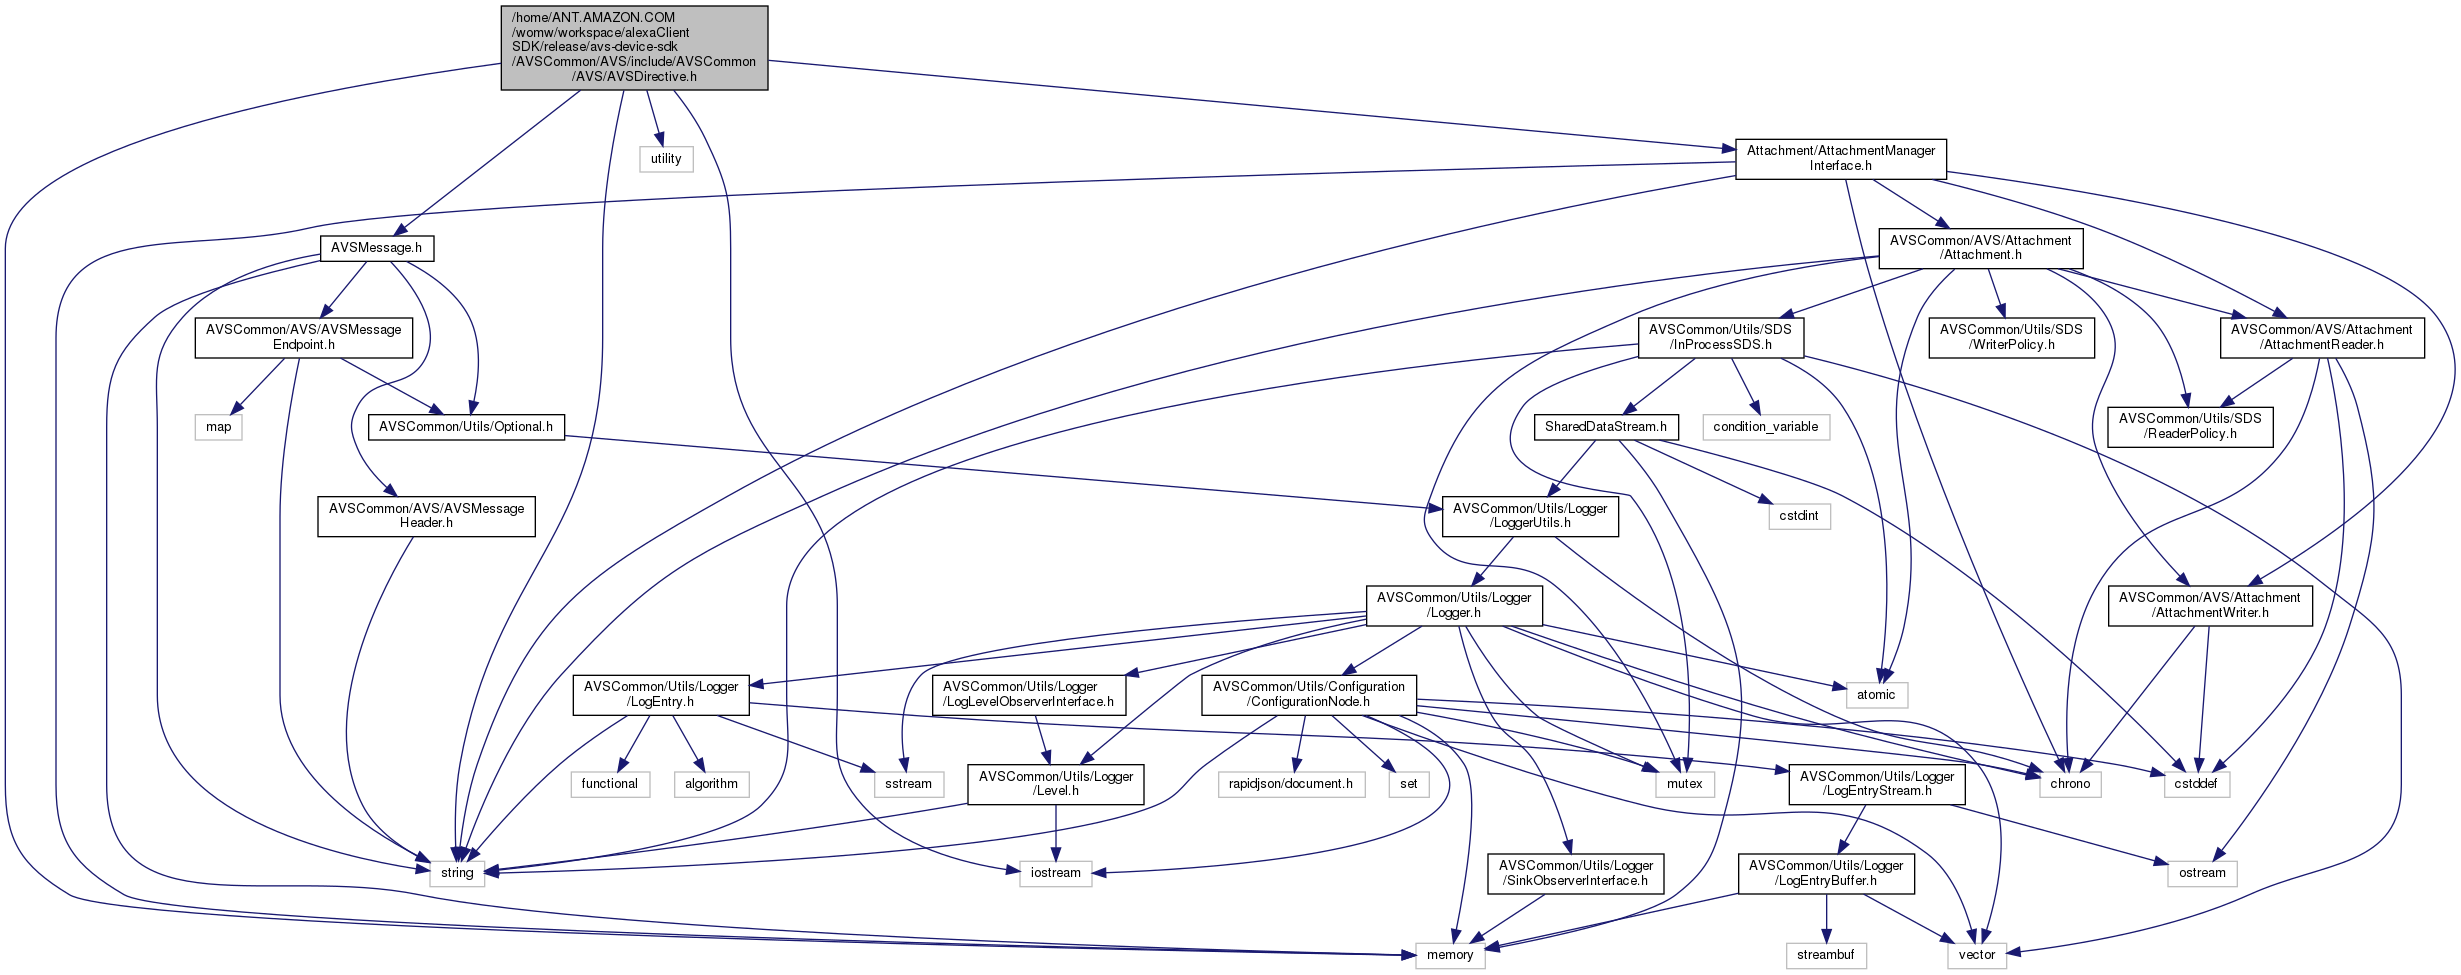 /home/ANT.AMAZON.COM
/womw/workspace/alexaClient
SDK/release/avs-device-sdk
/AVSCommon/AVS/include/AVSCommon
/AVS/AVSDirective.h
utility
Attachment/AttachmentManager
Interface.h
AVSMessage.h
AVSCommon/AVS/Attachment
/Attachment.h
AVSCommon/AVS/AVSMessage
Endpoint.h
AVSCommon/Utils/SDS
/InProcessSDS.h
AVSCommon/Utils/SDS
/WriterPolicy.h
AVSCommon/AVS/Attachment
/AttachmentReader.h
map
AVSCommon/Utils/Optional.h
SharedDataStream.h
condition_variable
AVSCommon/Utils/SDS
/ReaderPolicy.h
AVSCommon/AVS/AVSMessage
Header.h
AVSCommon/Utils/Logger
/LoggerUtils.h
cstdint
AVSCommon/Utils/Logger
/Logger.h
AVSCommon/AVS/Attachment
/AttachmentWriter.h
AVSCommon/Utils/Logger
/LogEntry.h
AVSCommon/Utils/Logger
/LogLevelObserverInterface.h
AVSCommon/Utils/Configuration
/ConfigurationNode.h
atomic
functional
algorithm
sstream
AVSCommon/Utils/Logger
/Level.h
rapidjson/document.h
set
mutex
AVSCommon/Utils/Logger
/LogEntryStream.h
chrono
cstddef
string
iostream
AVSCommon/Utils/Logger
/SinkObserverInterface.h
AVSCommon/Utils/Logger
/LogEntryBuffer.h
ostream
memory
streambuf
vector